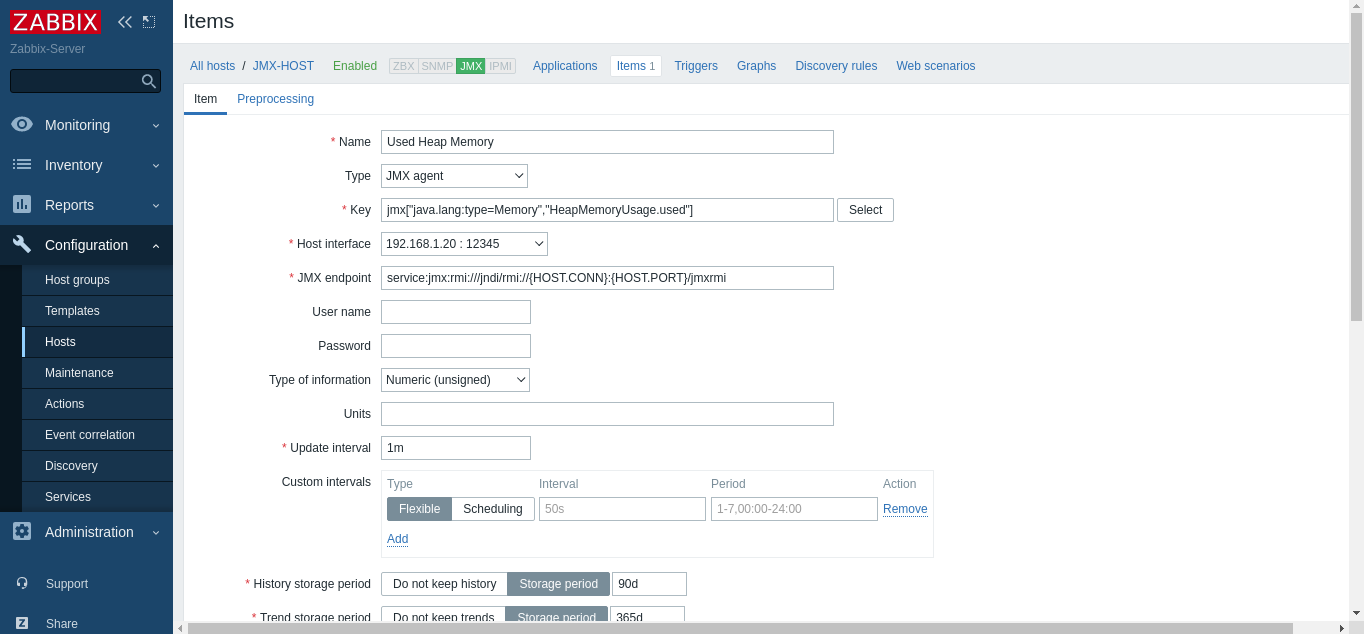 ZABBIX
Zabbix-Server
Monitoring
Inventory
Reports
Configuration
Host groups
Templates
Hosts
Maintenance
Actions
Event correlation
Discovery
Services
Administration
Support
Z Share
Items
All hosts / JMX-HOST Enabled ZBX SNMP JMX IPMI Applications Items 1 Triggers Graphs Discovery rules Web scenarios
Item Preprocessing
* Name Used Heap Memory
Type JMX agent
* Key jmx["java.lang:type=Memory","HeapMemoryUsage.used"] Select
* Host interface 192.168.1.20 : 12345
* JMX endpoint service:jmx:rmi:///jndi/rmi://{HOST.CONN}:{HOST.PORT}/jmxrmi
User name
Password
Type of information Numeric (unsigned)
Units
* Update interval 1m
Custom intervals Type Interval Period Action
Flexible Scheduling 50s 1-7,00:00-24:00 Remove
Add
* History storage period Do not keep history Storage period 90d
* Trend storage period Do not keep trends Storage period 365d